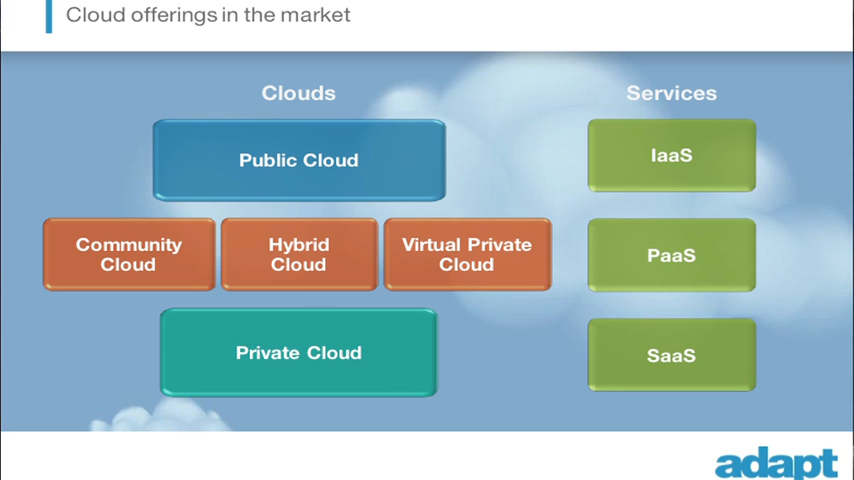 Cloud offerings in the market
Clouds
Services
Public Cloud
IaaS
Community
Cloud
Hybrid
Cloud
Virtual Private
Cloud
PaaS
Private Cloud
SaaS
adapt